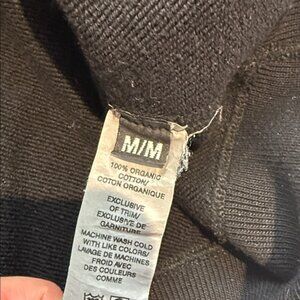 M/M
100% ORGANIC
COTTON/
COTON ORGANIQUE
EXCLUSIVE
OF TRIM/
EXCLUSIVE DE
GARNITURE
MACHINE WASH COLD
WITH LIKE COLORS/
LAVAGE DE MACHINES
FROID AVEC
DES COULEURS
COMME